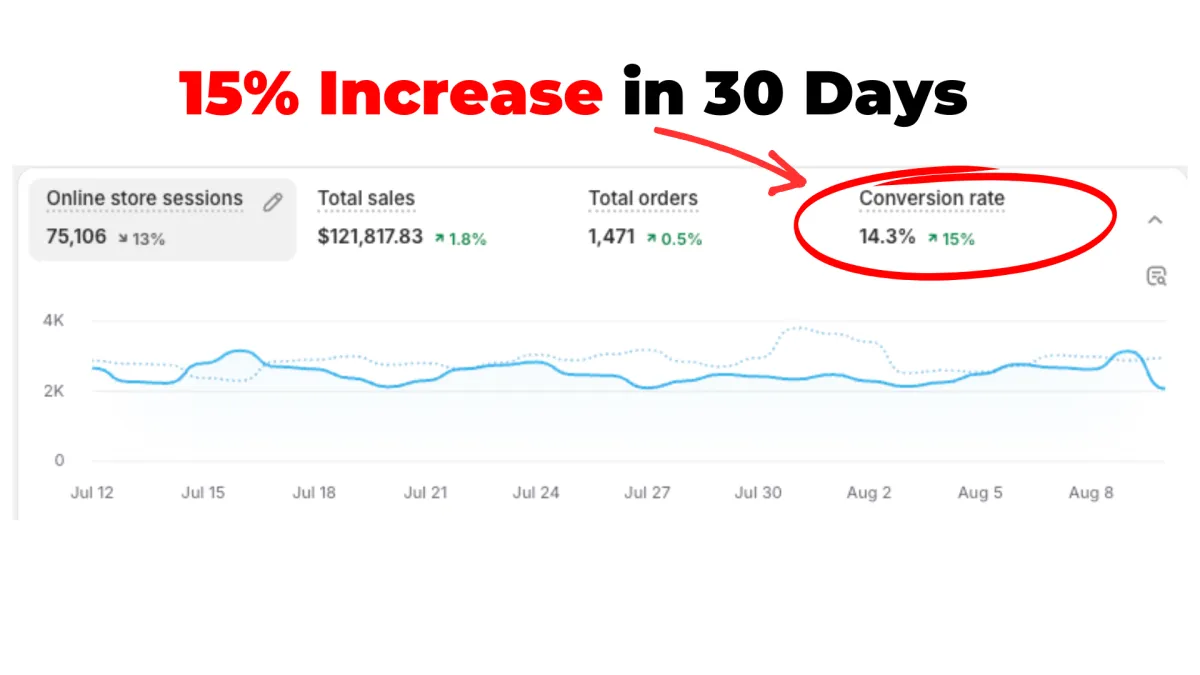 15% Increase in 30 Days
Online store sessions
75,106 ↘ 13%
Total sales
$121,817.83 ↗ 1.8%
Total orders
1,471 ↗ 0.5%
Conversion rate
14.3% ↗ 15%
4K
2K
0
Jul 12 Jul 15 Jul 18 Jul 21 Jul 24 Jul 27 Jul 30 Aug 2 Aug 5 Aug 8